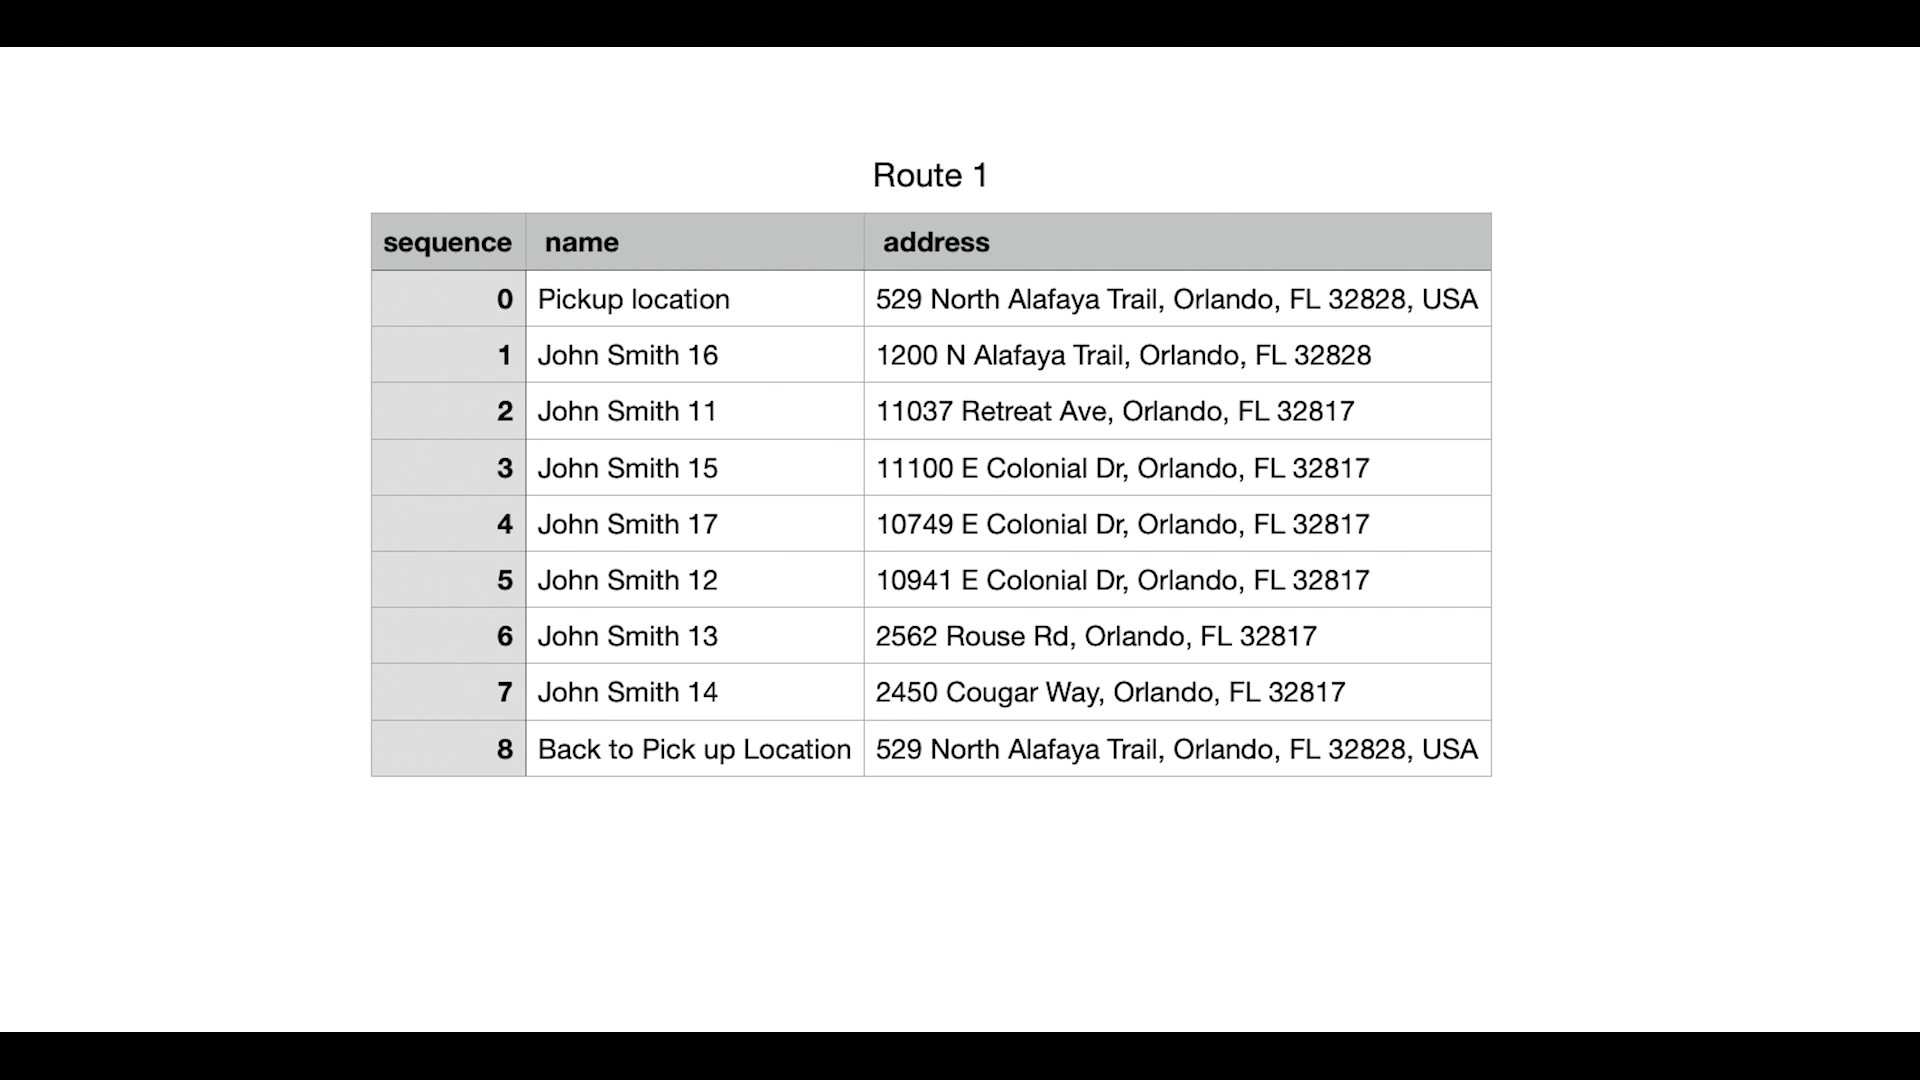 Route 1
sequence name address
0 Pickup location 529 North Alafaya Trail, Orlando, FL 32828, USA
1 John Smith 16 1200 N Alafaya Trail, Orlando, FL 32828
2 John Smith 11 11037 Retreat Ave, Orlando, FL 32817
3 John Smith 15 11100 E Colonial Dr, Orlando, FL 32817
4 John Smith 17 10749 E Colonial Dr, Orlando, FL 32817
5 John Smith 12 10941 E Colonial Dr, Orlando, FL 32817
6 John Smith 13 2562 Rouse Rd, Orlando, FL 32817
7 John Smith 14 2450 Cougar Way, Orlando, FL 32817
8 Back to Pick up Location 529 North Alafaya Trail, Orlando, FL 32828, USA